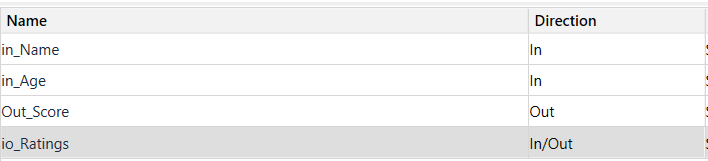 Name Direction
in_Name In
in_Age In
Out_Score Out
io_Ratings In/Out